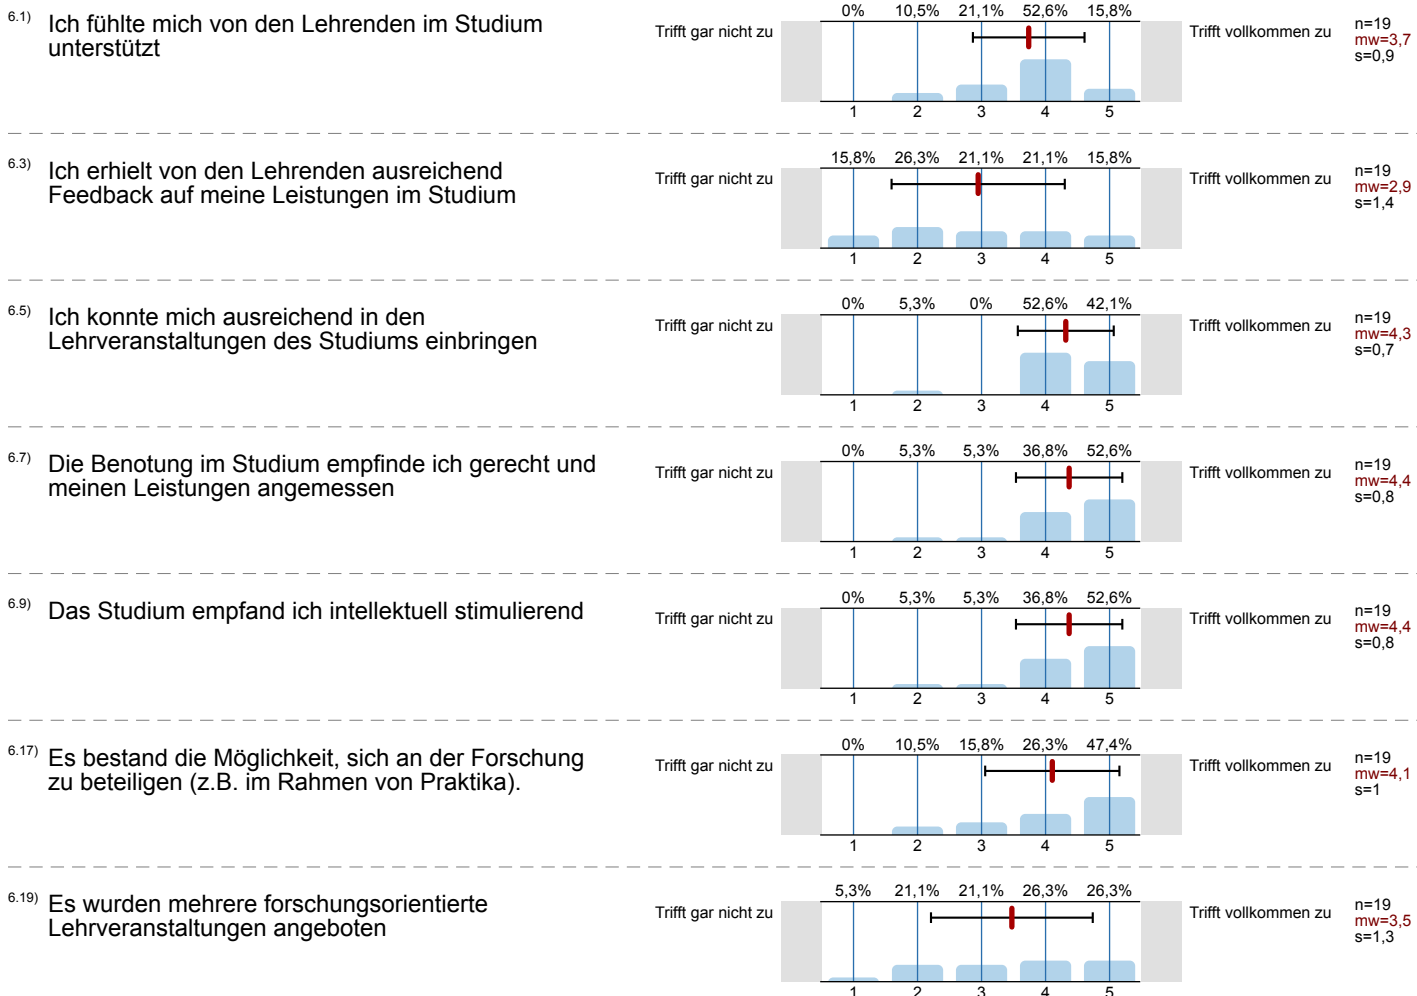 6.1) Ich fühlte mich von den Lehrenden im Studium
unterstützt
Trifft gar nicht zu
0% 10,5% 21,1% 52,6% 15,8%
1 2 3 4 5
Trifft vollkommen zu
n=19
mw=3,7
s=0,9
6.3) Ich erhielt von den Lehrenden ausreichend
Feedback auf meine Leistungen im Studium
Trifft gar nicht zu
15,8% 26,3% 21,1% 21,1% 15,8%
1 2 3 4 5
Trifft vollkommen zu
n=19
mw=2,9
s=1,4
6.5) Ich konnte mich ausreichend in den
Lehrveranstaltungen des Studiums einbringen
Trifft gar nicht zu
0% 5,3% 0% 52,6% 42,1%
1 2 3 4 5
Trifft vollkommen zu
n=19
mw=4,3
s=0,7
6.7) Die Benotung im Studium empfinde ich gerecht und
meinen Leistungen angemessen
Trifft gar nicht zu
0% 5,3% 5,3% 36,8% 52,6%
1 2 3 4 5
Trifft vollkommen zu
n=19
mw=4,4
s=0,8
6.9) Das Studium empfand ich intellektuell stimulierend
Trifft gar nicht zu
0% 5,3% 5,3% 36,8% 52,6%
1 2 3 4 5
Trifft vollkommen zu
n=19
mw=4,4
s=0,8
6.17) Es bestand die Möglichkeit, sich an der Forschung
zu beteiligen (z.B. im Rahmen von Praktika).
Trifft gar nicht zu
0% 10,5% 15,8% 26,3% 47,4%
1 2 3 4 5
Trifft vollkommen zu
n=19
mw=4,1
s=1
6.19) Es wurden mehrere forschungsorientierte
Lehrveranstaltungen angeboten
Trifft gar nicht zu
5,3% 21,1% 21,1% 26,3% 26,3%
1 2 3 4 5
Trifft vollkommen zu
n=19
mw=3,5
s=1,3